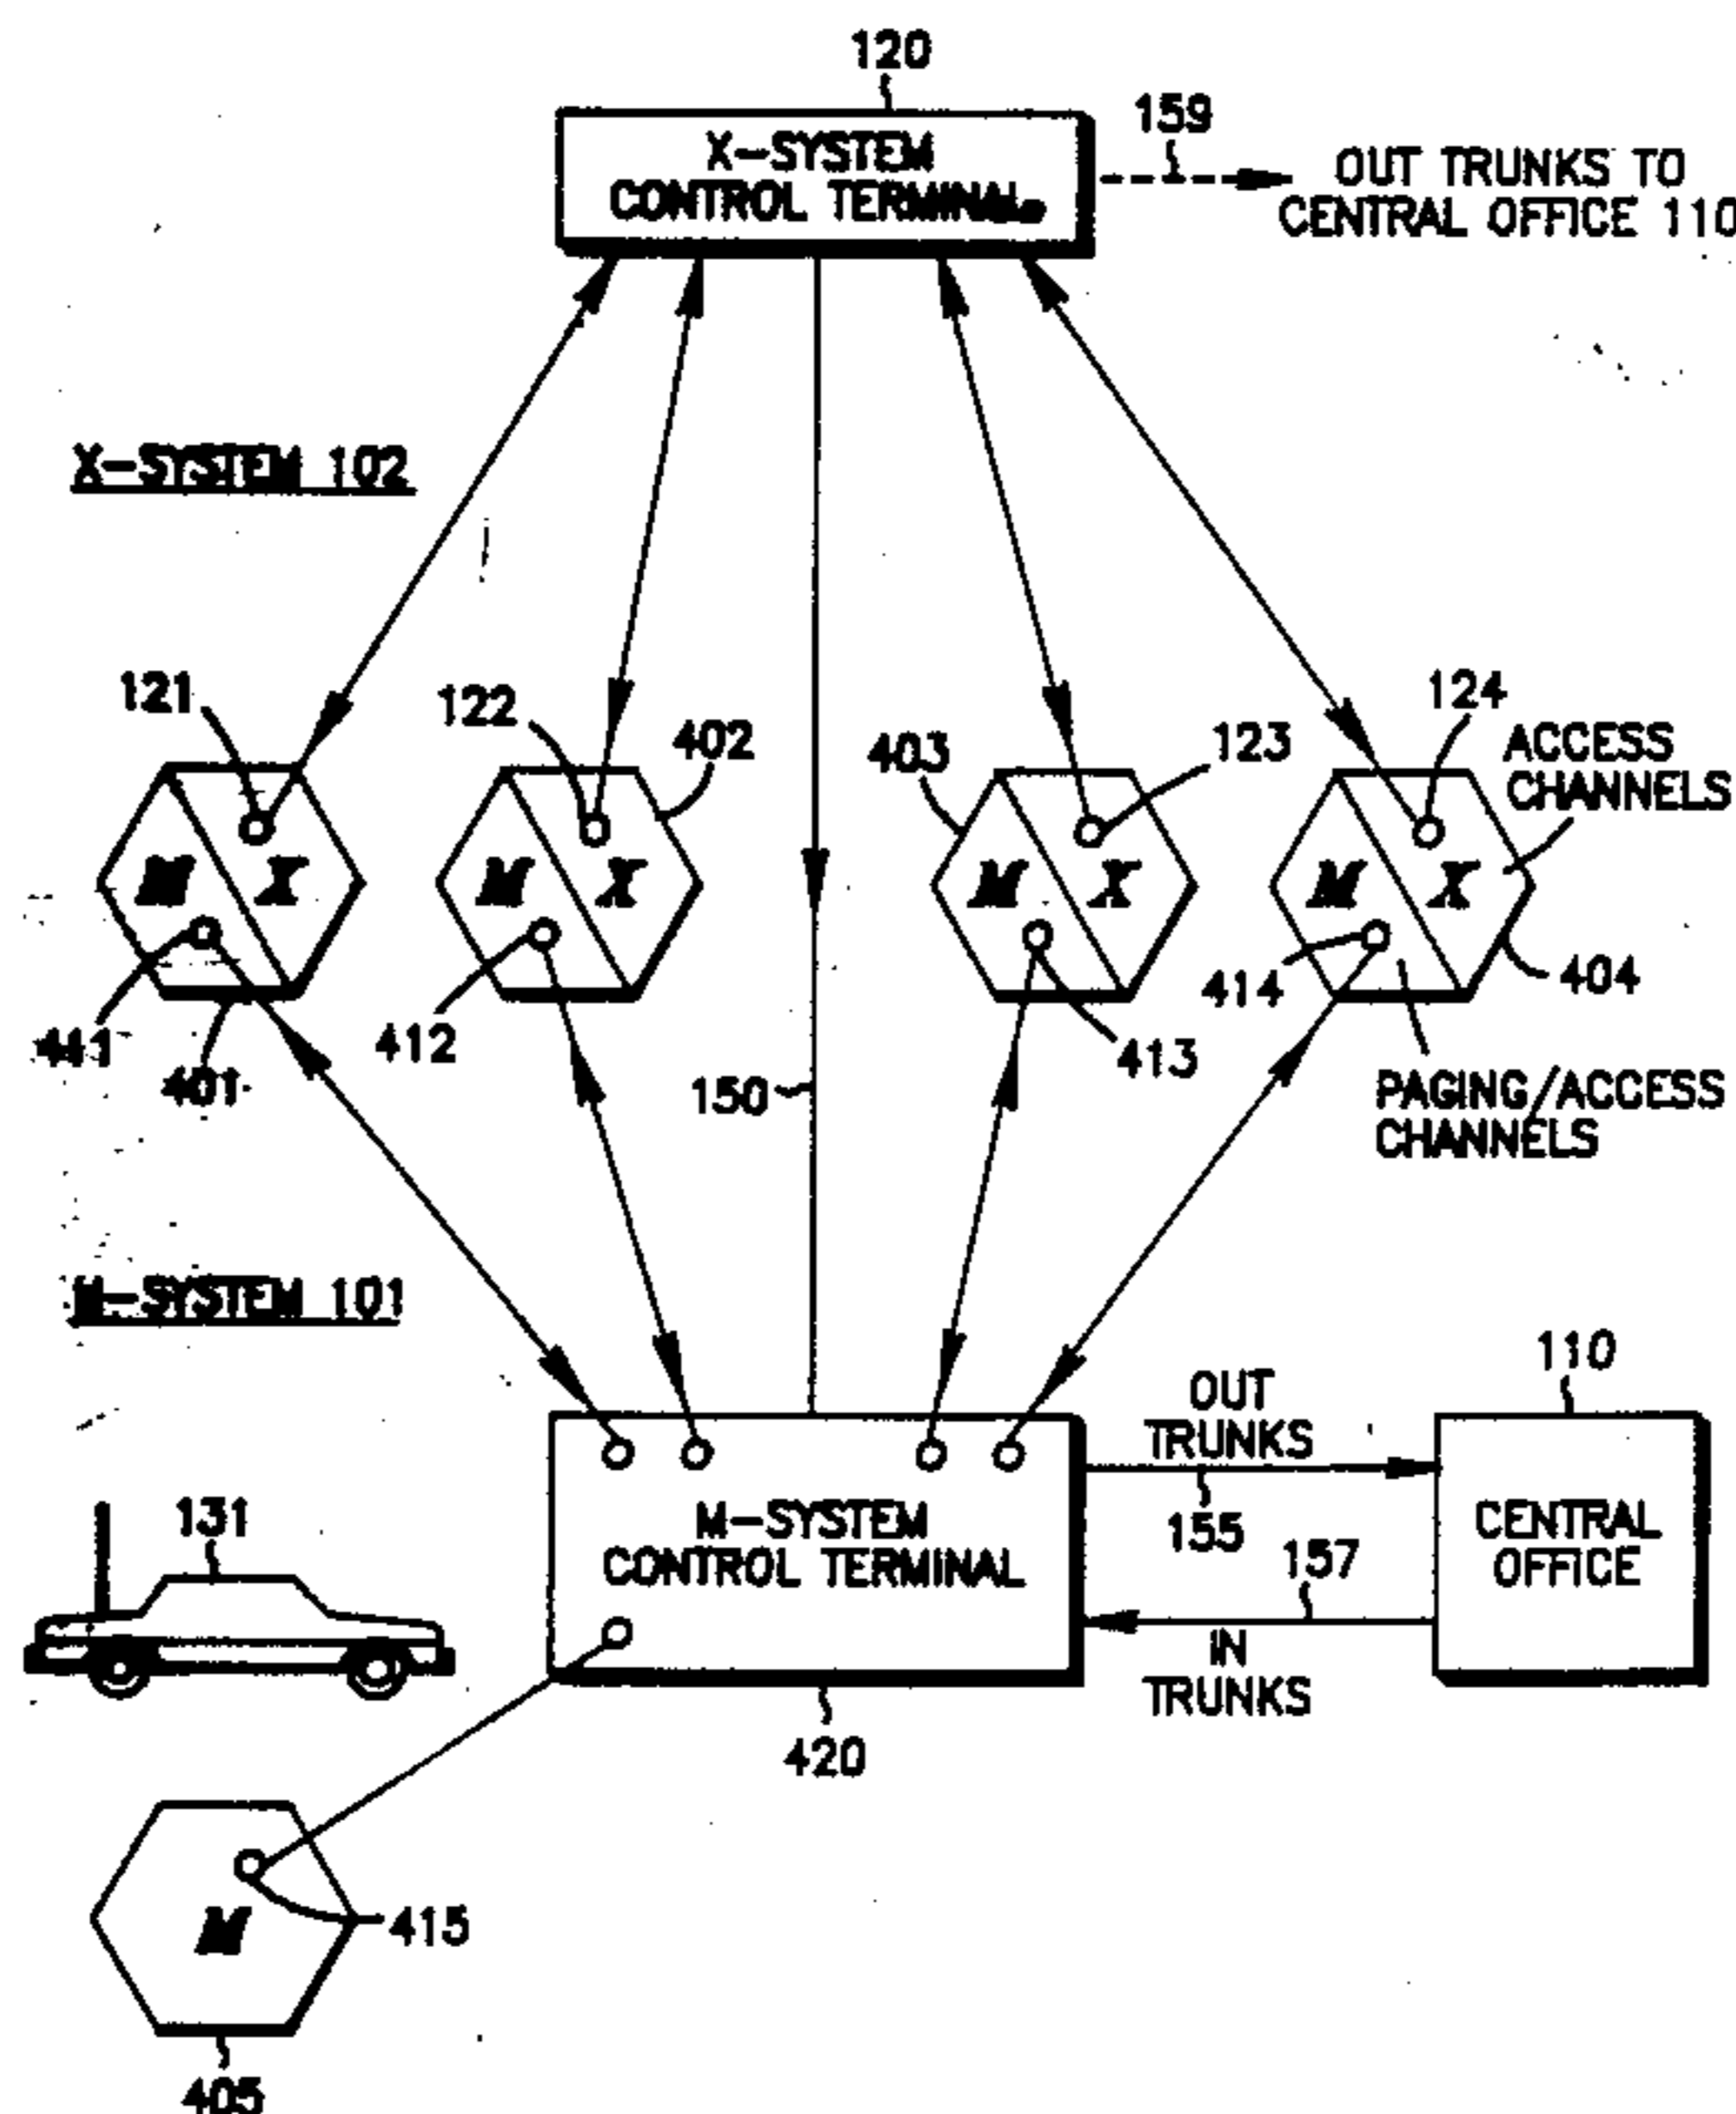 120
159
X-SYSTEM
CONTROL TERMINAL
OUT TRUNKS TO
CENTRAL OFFICE 110
X-SYSTEM 102
121
122
402
403
123
124
ACCESS
CHANNELS
M X
M X
M X
M X
411
401
412
150
413
414
404
PAGING/ACCESS
CHANNELS
M-SYSTEM 101
110
OUT
TRUNKS
155
157
IN
TRUNKS
CENTRAL
OFFICE
131
M-SYSTEM
CONTROL TERMINAL
420
M
415
405